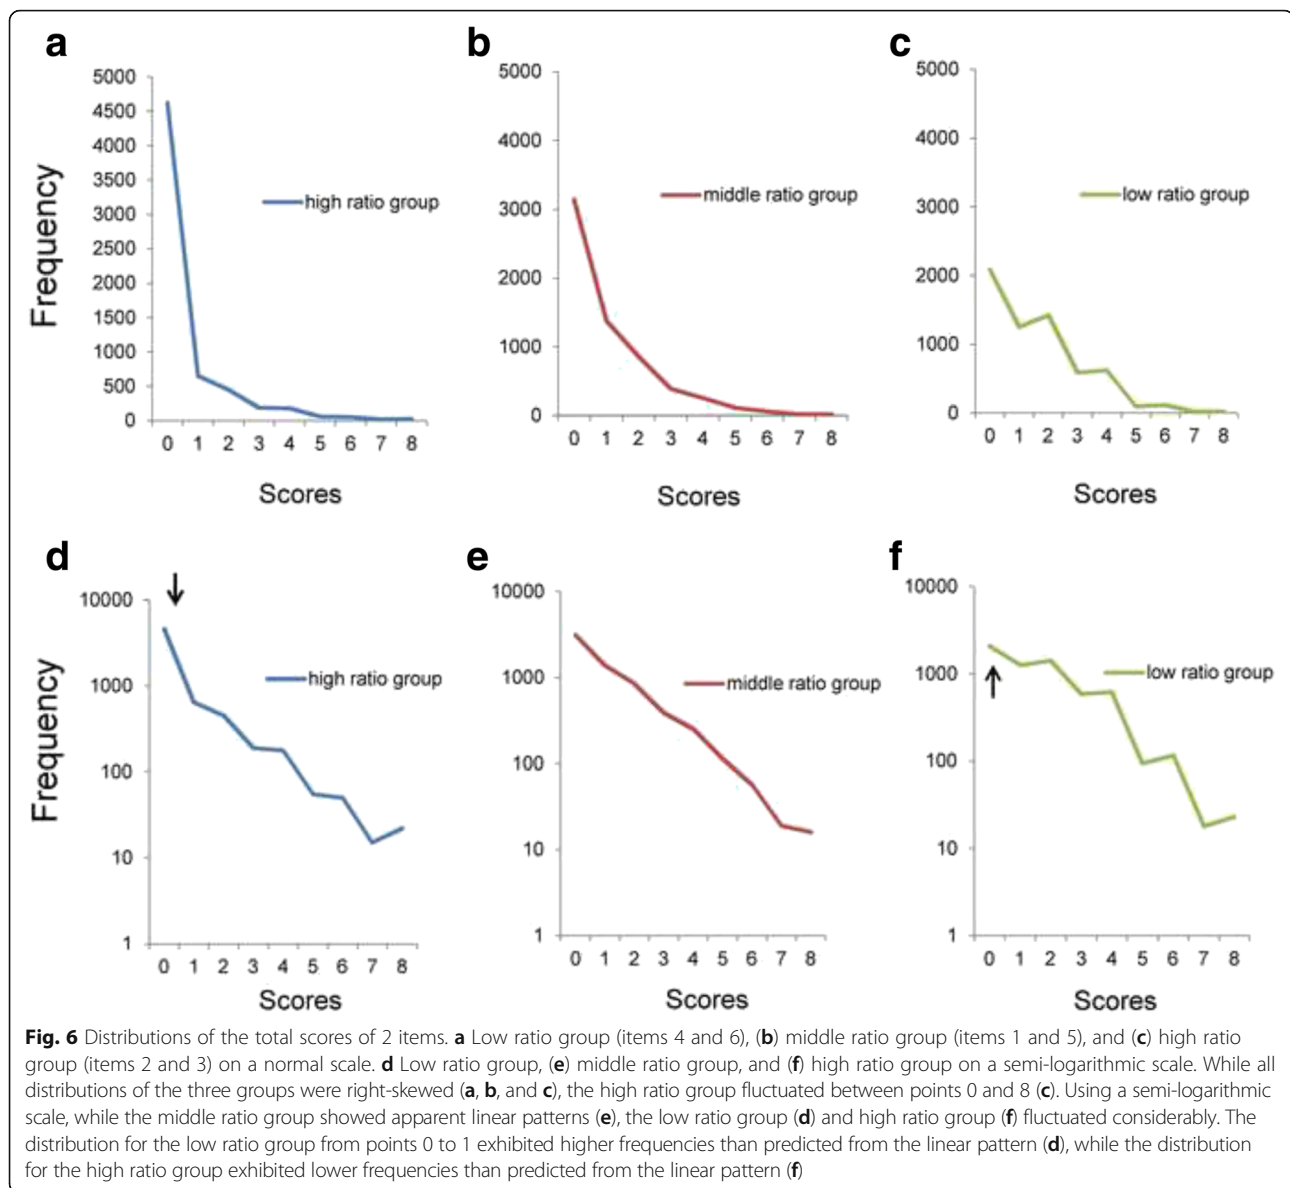 a
5000
4500
4000
3500
3000
2500
2000
1500
1000
500
0
Frequency
high ratio group
0 1 2 3 4 5 6 7 8
Scores
b
5000
4000
3000
2000
1000
0
middle ratio group
0 1 2 3 4 5 6 7 8
Scores
c
5000
4000
3000
2000
1000
0
low ratio group
0 1 2 3 4 5 6 7 8
Scores
d
10000
1000
100
10
1
Frequency
high ratio group
0 1 2 3 4 5 6 7 8
Scores
e
10000
1000
100
10
1
middle ratio group
0 1 2 3 4 5 6 7 8
Scores
f
10000
1000
100
10
1
low ratio group
0 1 2 3 4 5 6 7 8
Scores
Fig. 6 Distributions of the total scores of 2 items. a Low ratio group (items 4 and 6), (b) middle ratio group (items 1 and 5), and (c) high ratio
group (items 2 and 3) on a normal scale. d Low ratio group, (e) middle ratio group, and (f) high ratio group on a semi-logarithmic scale. While all
distributions of the three groups were right-skewed (a, b, and c), the high ratio group fluctuated between points 0 and 8 (c). Using a semi-logarithmic
scale, while the middle ratio group showed apparent linear patterns (e), the low ratio group (d) and high ratio group (f) fluctuated considerably. The
distribution for the low ratio group from points 0 to 1 exhibited higher frequencies than predicted from the linear pattern (d), while the distribution
for the high ratio group exhibited lower frequencies than predicted from the linear pattern (f)